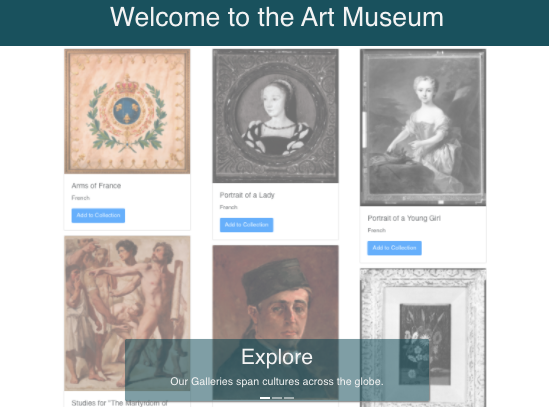 Welcome to the Art Museum
Arms of France
French
Add to Collection
Portrait of a Lady
French
Add to Collection
Portrait of a Young Girl
French
Add to Collection
Explore
Our Galleries span cultures across the globe.
Studies for "The Martyrdom of